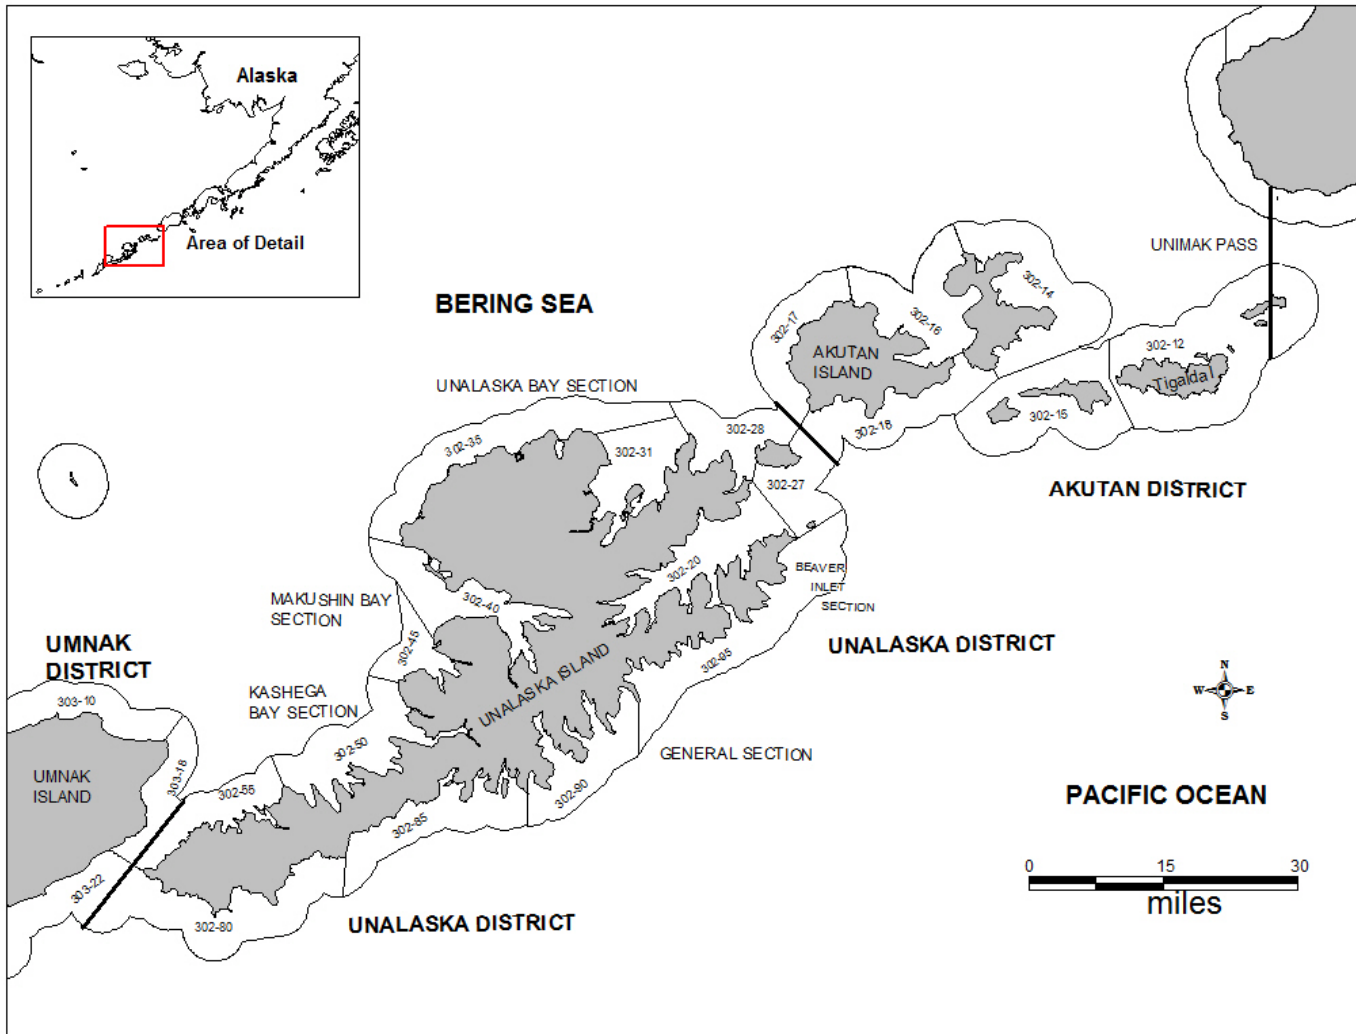 Alaska
Area of Detail
BERING SEA
UNIMAK PASS
302-14
302-17
302-16
302-12
AKUTAN
ISLAND
Tigalda
302-15
302-18
UNALASKA BAY SECTION
302-35
302-31
302-28
302-27
AKUTAN DISTRICT
302-20
BEAVER
INLET
SECTION
MAKUSHIN BAY
SECTION
302-40
302-45
UNALASKA DISTRICT
302-95
UMNAK
DISTRICT
KASHEGA
BAY SECTION
UNALASKA ISLAND
N
W
E
S
303-10
302-50
GENERAL SECTION
UMNAK
ISLAND
303-18
302-55
302-90
PACIFIC OCEAN
302-85
303-22
0
15
30
miles
302-80
UNALASKA DISTRICT